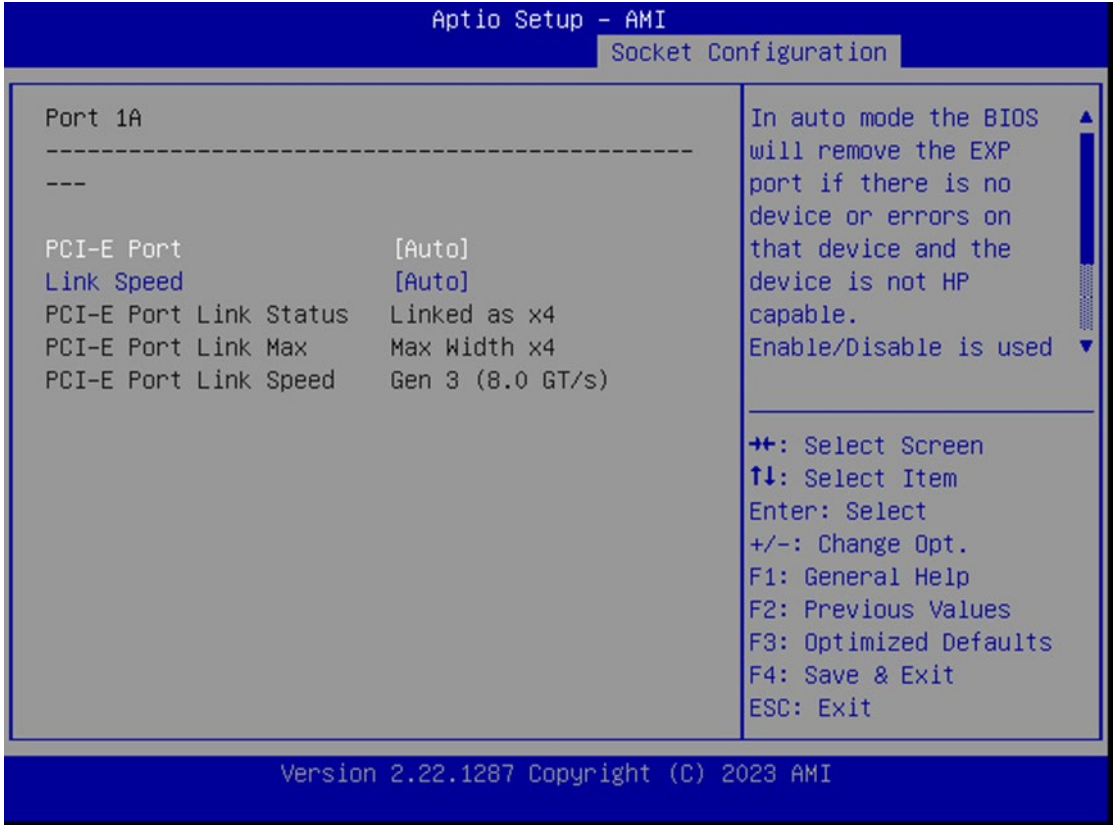 Aptio Setup – AMI
Socket Configuration
Port 1A
-----------------------------------------------
---
PCI-E Port [Auto]
Link Speed [Auto]
PCI-E Port Link Status Linked as x4
PCI-E Port Link Max Max Width x4
PCI-E Port Link Speed Gen 3 (8.0 GT/s)
In auto mode the BIOS
will remove the EXP
port if there is no
device or errors on
that device and the
device is not HP
capable.
Enable/Disable is used
→←: Select Screen
↑↓: Select Item
Enter: Select
+/-: Change Opt.
F1: General Help
F2: Previous Values
F3: Optimized Defaults
F4: Save & Exit
ESC: Exit
Version 2.22.1287 Copyright (C) 2023 AMI